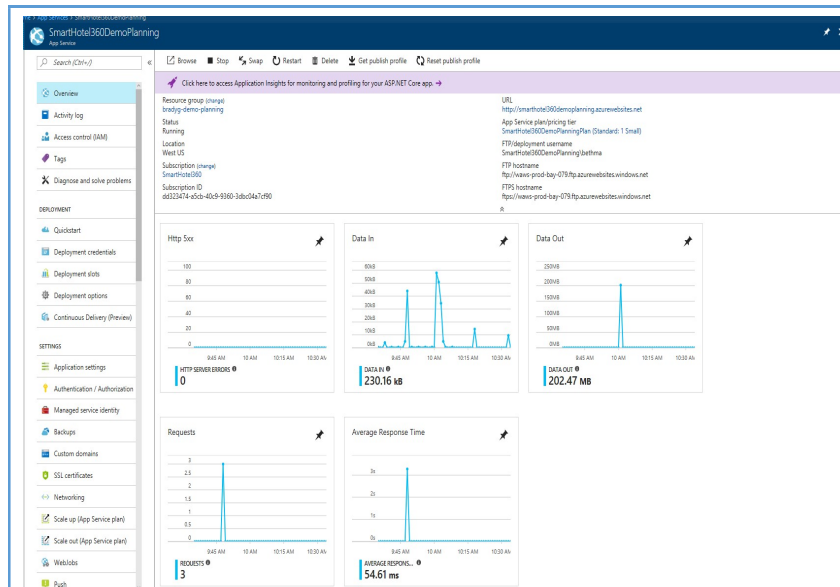 App Services > SmartHotel360DemoPlanning
SmartHotel360DemoPlanning
App Service
Search (Ctrl+/)
Browse Stop Swap Restart Delete Get publish profile Reset publish profile
Click here to access Application Insights for monitoring and profiling for your ASP.NET Core app. →
Overview
Activity log
Access control (IAM)
Tags
Diagnose and solve problems
DEPLOYMENT
Quickstart
Deployment credentials
Deployment slots
Deployment options
Continuous Delivery (Preview)
SETTINGS
Application settings
Authentication / Authorization
Managed service identity
Backups
Custom domains
SSL certificates
Networking
Scale up (App Service plan)
Scale out (App Service plan)
WebJobs
Push
Resource group (change)
bradyg-demo-planning
Status
Running
Location
West US
Subscription (change)
SmartHotel360
Subscription ID
dd323474-a5cb-40c9-9360-3dbc04a7cf90
URL
http://smarthotel360demoplanning.azurewebsites.net
App Service plan/pricing tier
SmartHotel360DemoPlanningPlan (Standard: 1 Small)
FTP/deployment username
SmartHotel360DemoPlanning\bethma
FTP hostname
ftp://waws-prod-bay-079.ftp.azurewebsites.windows.net
FTPS hostname
ftps://waws-prod-bay-079.ftp.azurewebsites.windows.net
Http 5xx
100
80
60
40
20
0
9:45 AM 10 AM 10:15 AM 10:30 AM
HTTP SERVER ERRORS
0
Data In
60kB
50kB
40kB
30kB
20kB
10kB
0kB
9:45 AM 10 AM 10:15 AM 10:30 AM
DATA IN
230.16 kB
Data Out
250MB
200MB
150MB
100MB
50MB
0MB
9:45 AM 10 AM 10:15 AM 10:30 AM
DATA OUT
202.47 MB
Requests
3
2.5
2
1.5
1
0.5
0
9:45 AM 10 AM 10:15 AM 10:30 AM
REQUESTS
3
Average Response Time
3s
2s
1s
0s
9:45 AM 10 AM 10:15 AM 10:30 AM
AVERAGE RESPONS...
54.61 ms